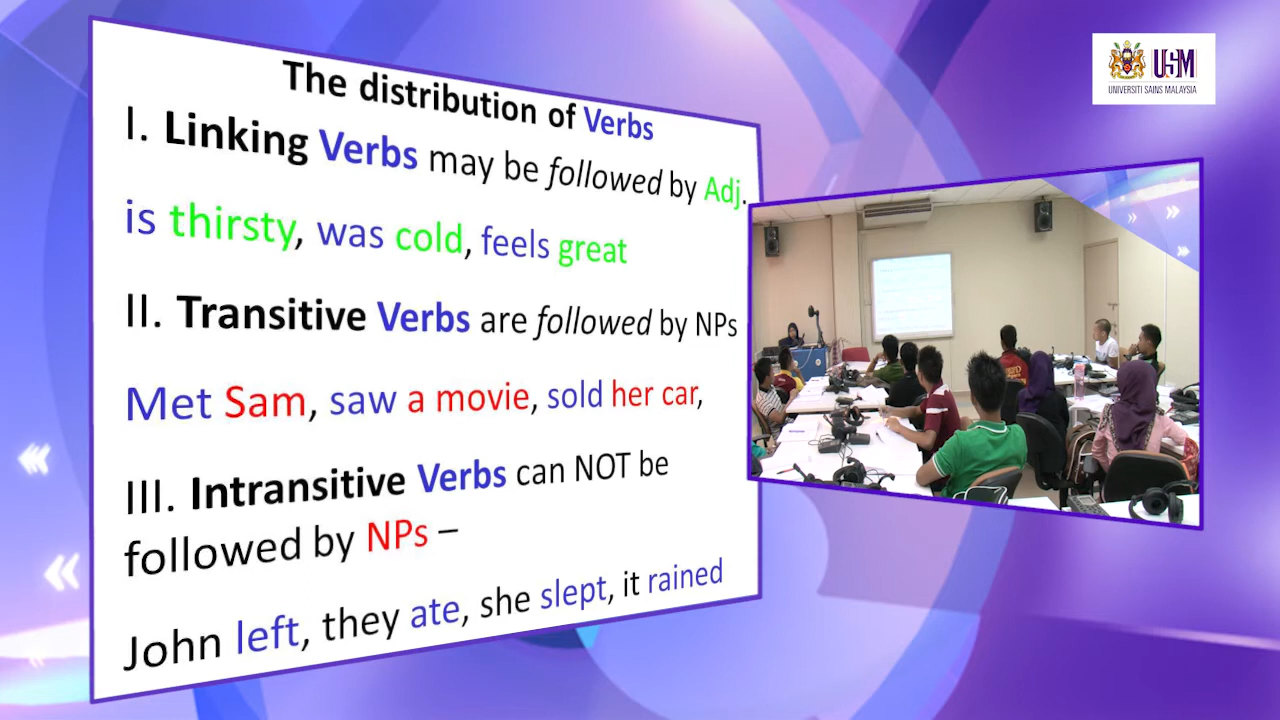 The distribution of Verbs
I. Linking Verbs may be followed by Adj.
is thirsty, was cold, feels great
II. Transitive Verbs are followed by NPs
Met Sam, saw a movie, sold her car,
III. Intransitive Verbs can NOT be
followed by NPs –
John left, they ate, she slept, it rained
USM
UNIVERSITI SAINS MALAYSIA